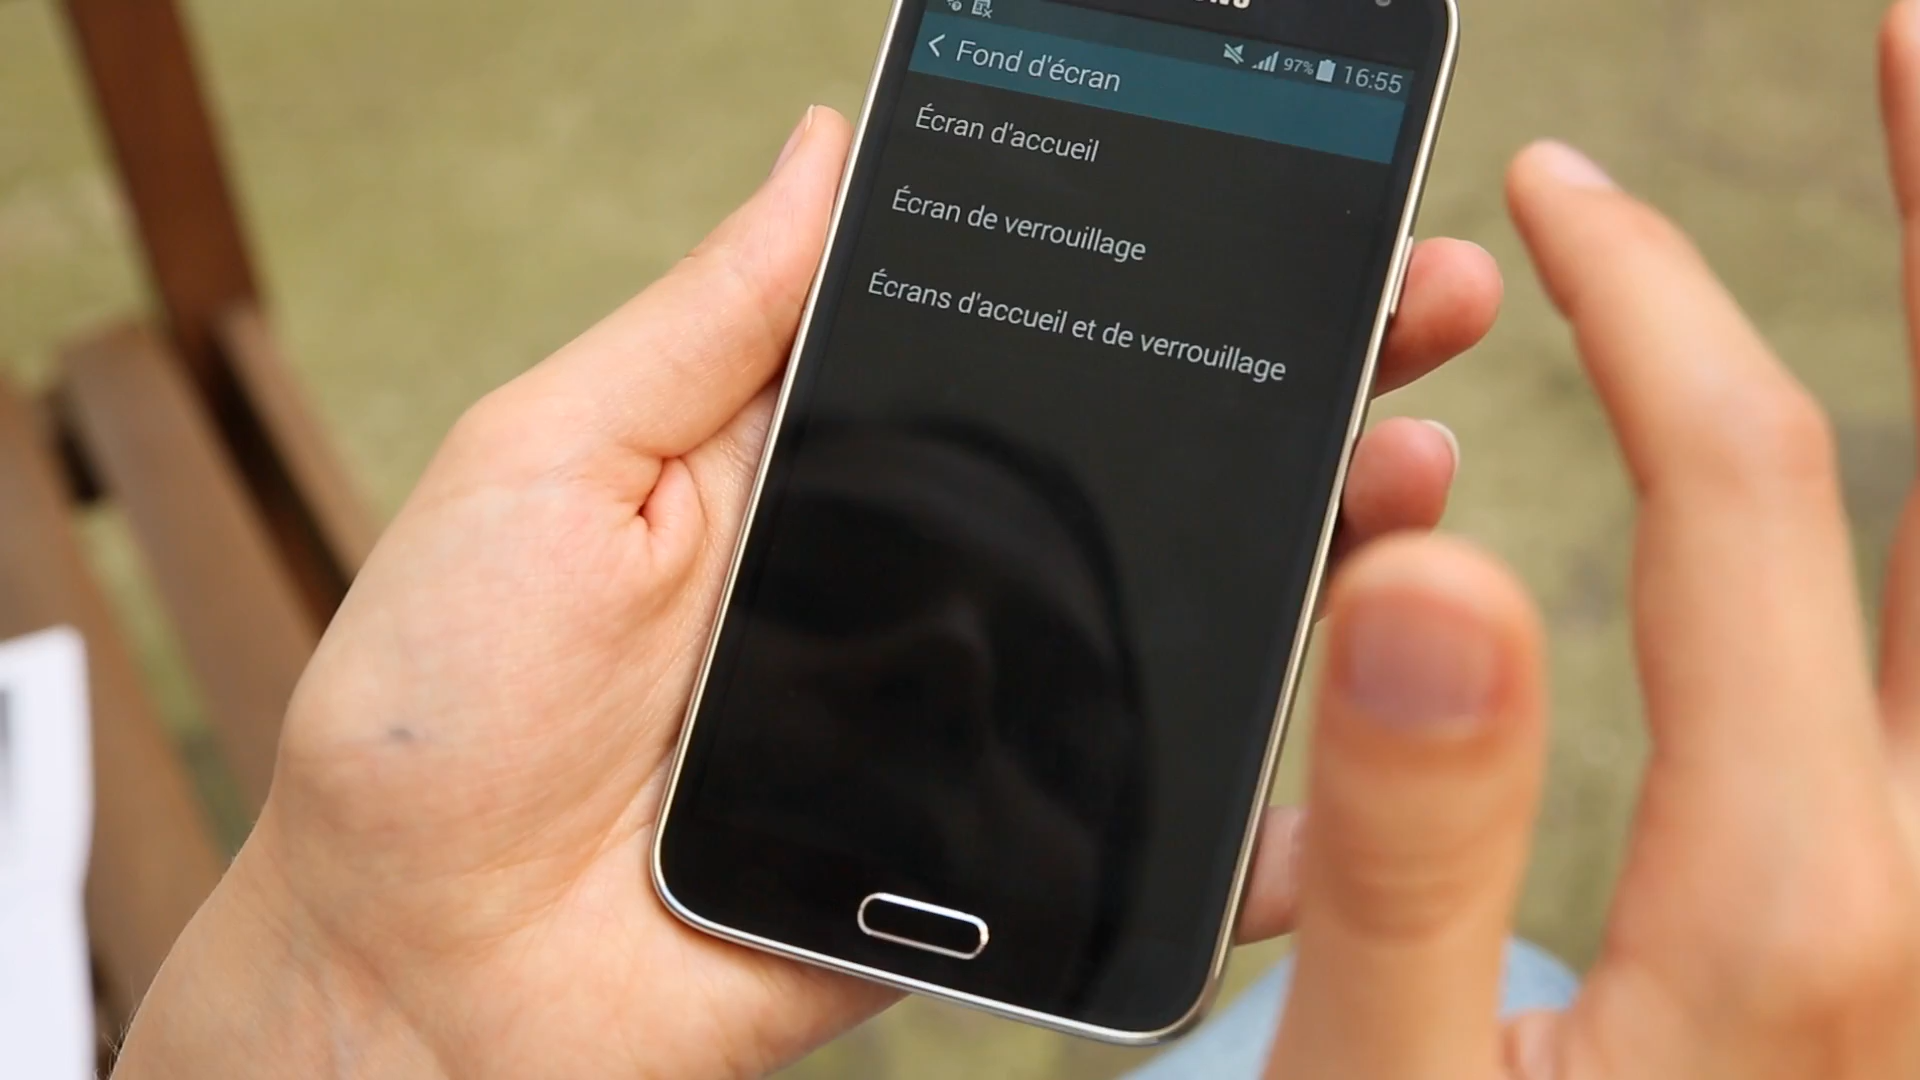 97% 16:55
Fond d'écran
Écran d'accueil
Écran de verrouillage
Écrans d'accueil et de verrouillage